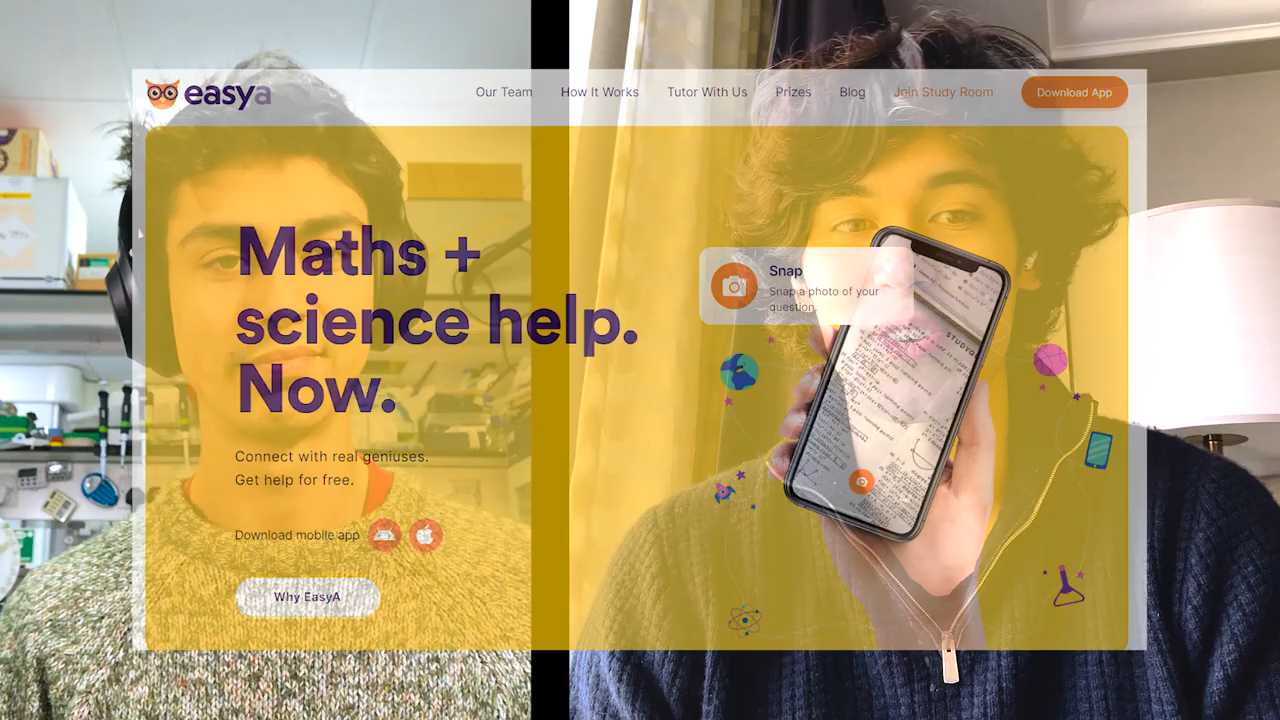 easya
Our Team
How It Works
Tutor With Us
Prizes
Blog
Join Study Room
Download App
Maths +
science help.
Now.
Snap
Snap a photo of your
question.
Connect with real geniuses.
Get help for free.
Download mobile app
Why EasyA